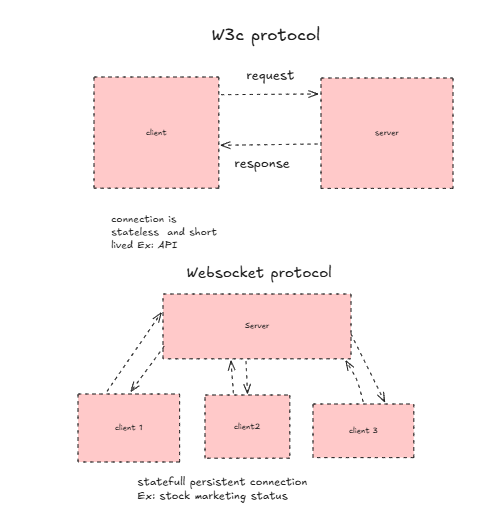 W3c protocol
request
client
server
response
connection is
stateless and short
lived Ex: API
Websocket protocol
Server
client 1
client2
client 3
statefull persistent connection
Ex: stock marketing status